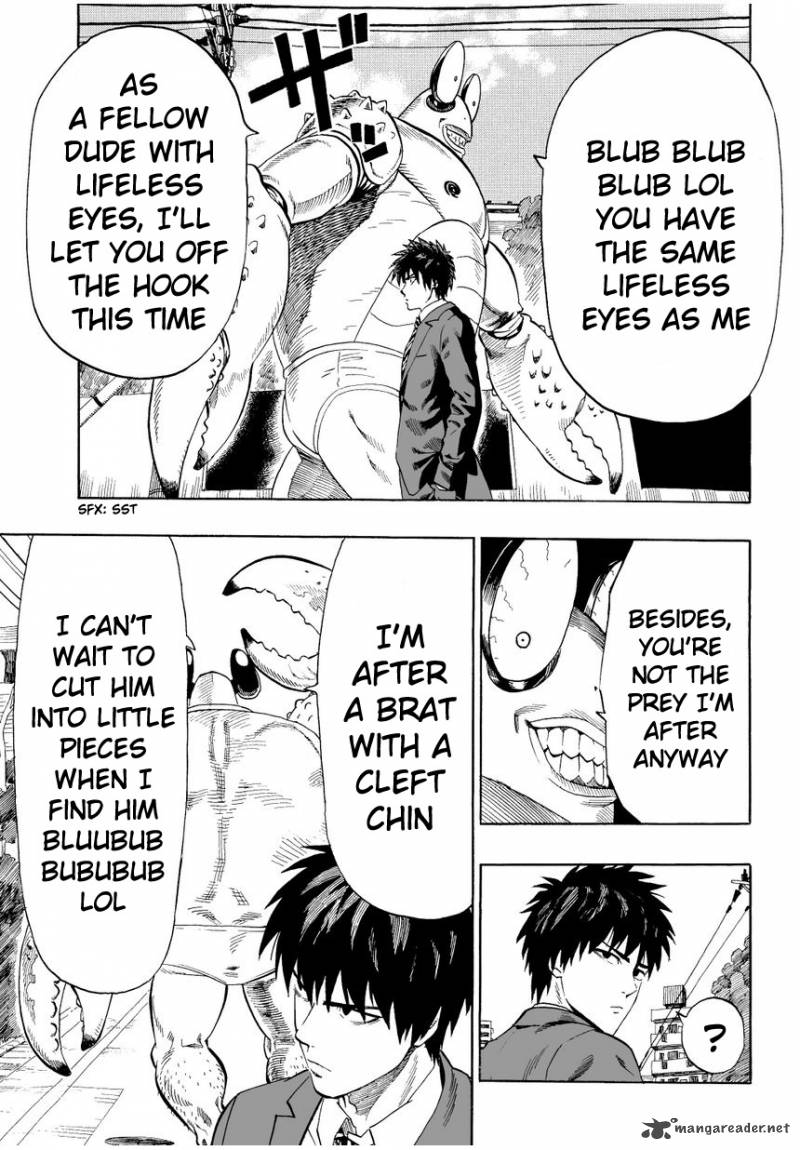 BLUB BLUB
BLUB LOL
YOU HAVE
THE SAME
LIFELESS
EYES AS ME
AS
A FELLOW
DUDE WITH
LIFELESS
EYES, I'LL
LET YOU OFF
THE HOOK
THIS TIME
ザッ
SFX: SST
BESIDES,
YOU'RE
NOT THE
PREY I'M
AFTER
ANYWAY
?
I'M
AFTER
A BRAT
WITH A
CLEFT
CHIN
I CAN'T
WAIT TO
CUT HIM
INTO LITTLE
PIECES
WHEN I
FIND HIM
BLUUBUB
BUBUBUB
LOL
mangareader.net